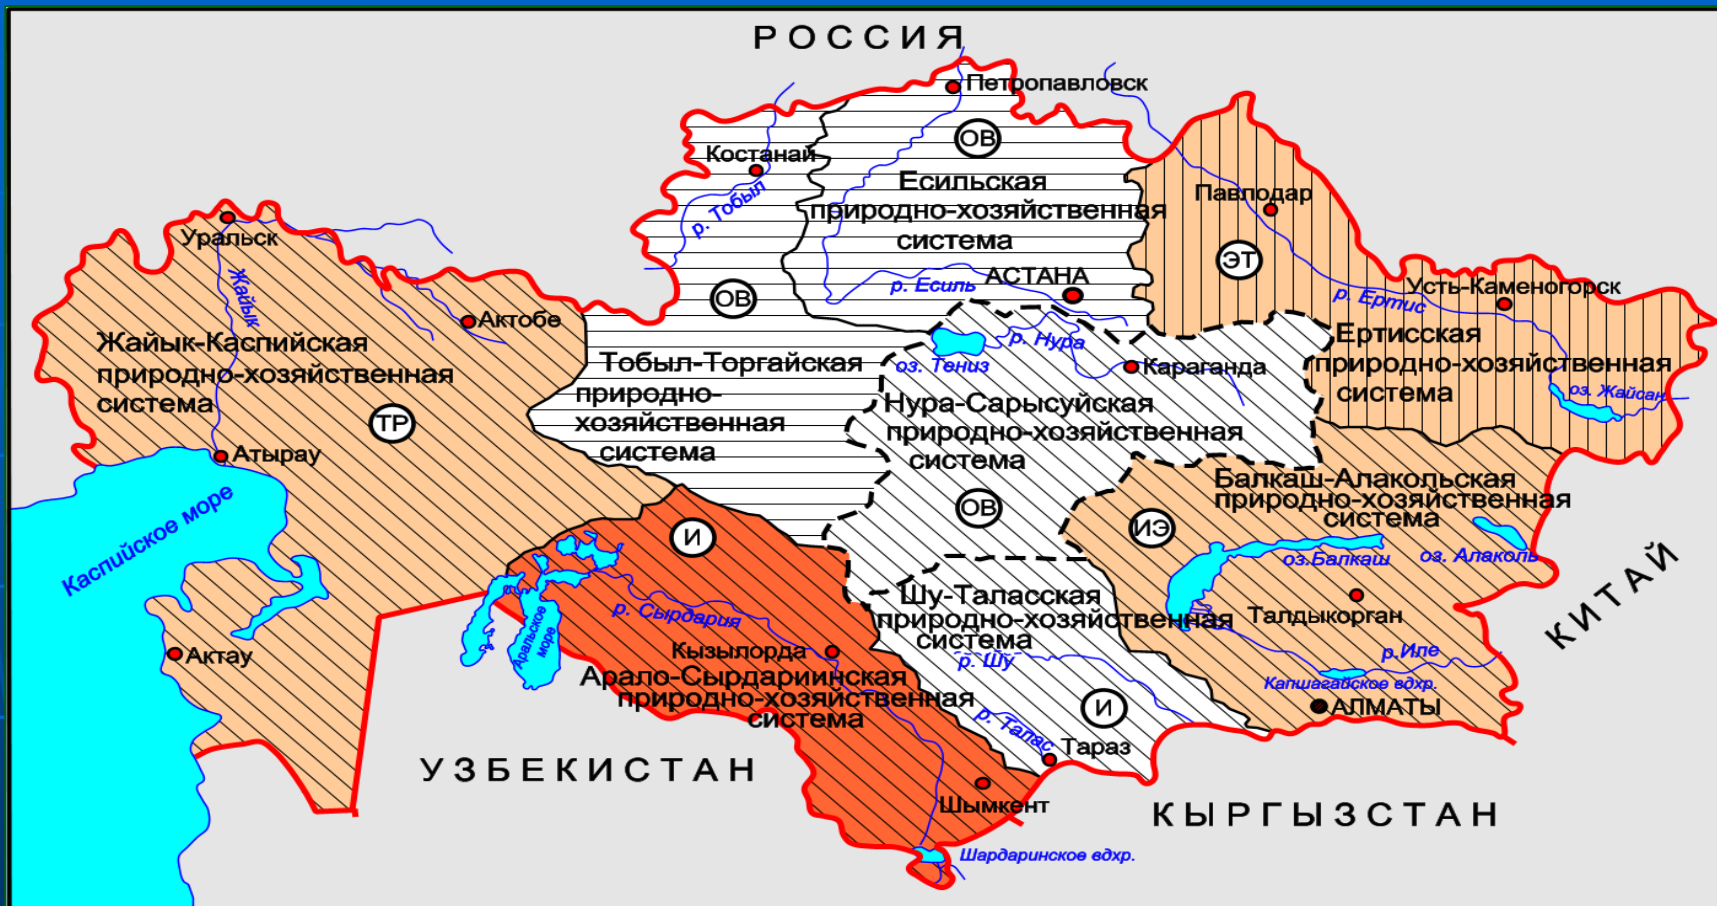 РОССИЯ
Петропавловск
ОВ
Костанай
Есильская
природно-хозяйственная
система
р. Тобыл
Павлодар
Уральск
ЭТ
Жайык
ОВ
АСТАНА
р. Есиль
Усть-Каменогорск
р. Ертис
Актобе
Ертисская
природно-хозяйственная
система
Жайык-Каспийская
природно-хозяйственная
система
р. Нура
оз. Тениз
Караганда
Тобыл-Торгайская
природно-
хозяйственная
система
оз. Жайсан
Нура-Сарысуйская
природно-хозяйственная
система
ТР
Атырау
Балкаш-Алакольская
природно-хозяйственная
система
Каспийское море
ОВ
ИЭ
И
оз.Балкаш
оз. Алаколь
КИТАЙ
Шу-Таласская
природно-хозяйственная
система
р. Сырдария
Аральское
море
Талдыкорган
Актау
Кызылорда
р. Шу
р.Иле
Арало-Сырдариинская
природно-хозяйственная
система
Капшагайское вдхр.
И
АЛМАТЫ
р. Талас
Тараз
УЗБЕКИСТАН
Шымкент
КЫРГЫЗСТАН
Шардаринское вдхр.